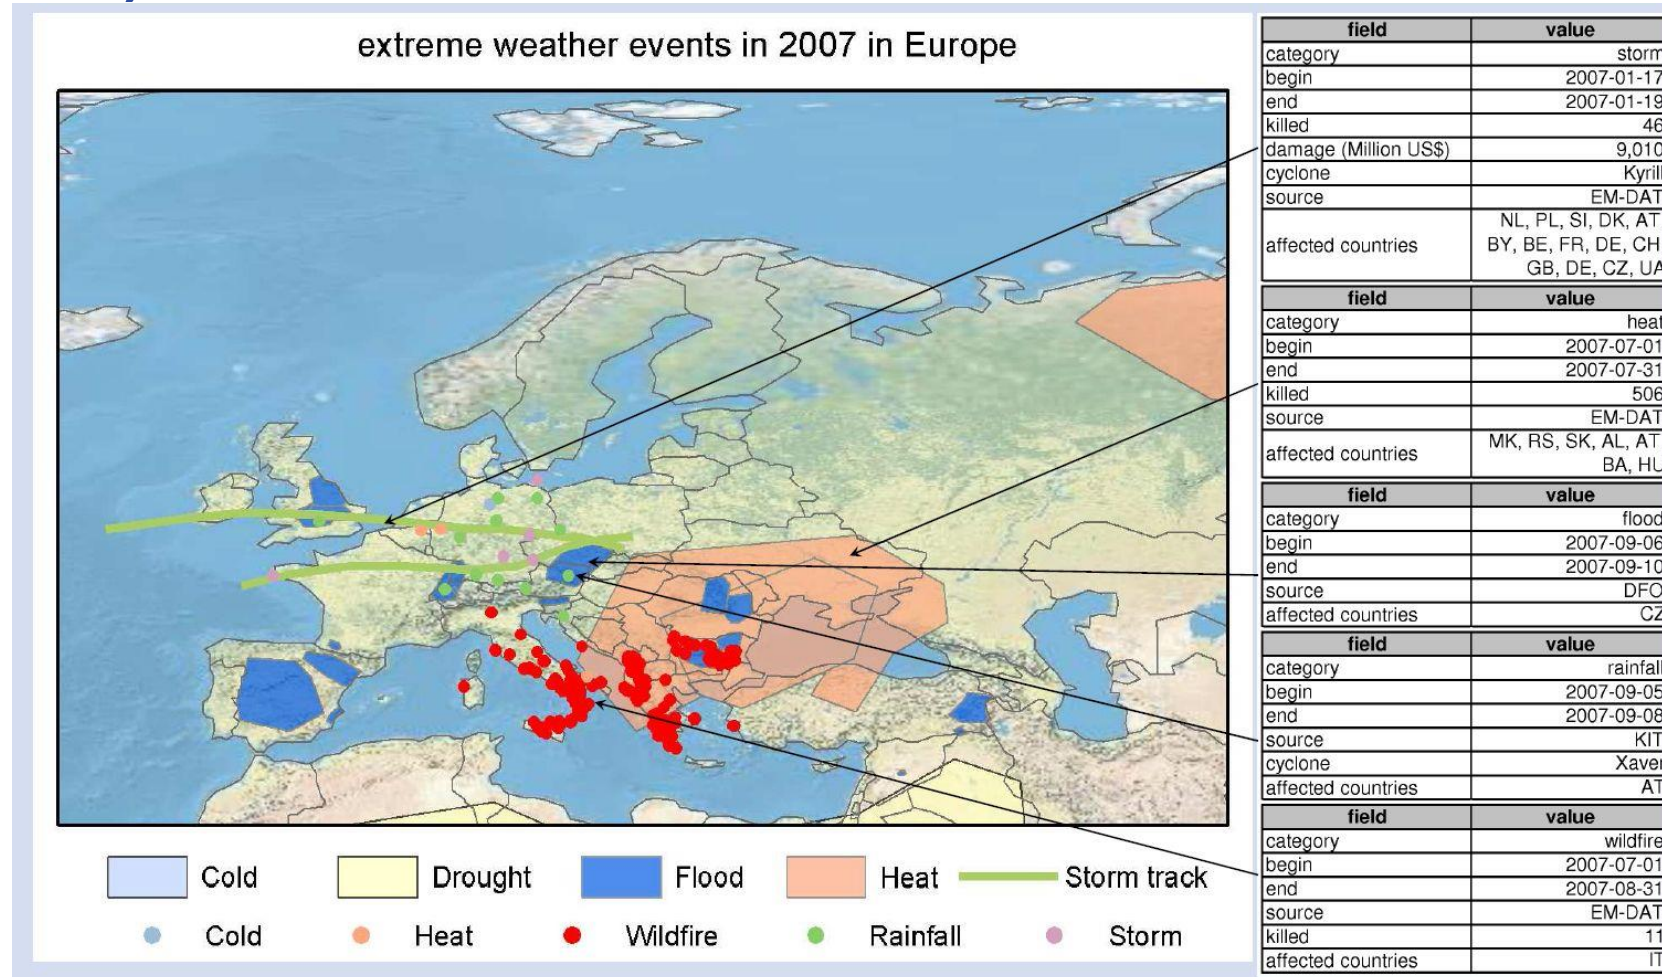 extreme weather events in 2007 in Europe
Cold Drought Flood Heat Storm track
Cold Heat Wildfire Rainfall Storm
field value
category storm
begin 2007-01-17
end 2007-01-19
killed 46
damage (Million US$) 9,010
cyclone Kyrill
source EM-DAT
affected countries NL, PL, SI, DK, AT
BY, BE, FR, DE, CH
GB, DE, CZ, UA
field value
category heat
begin 2007-07-01
end 2007-07-31
killed 506
source EM-DAT
affected countries MK, RS, SK, AL, AT
BA, HU
field value
category flood
begin 2007-09-06
end 2007-09-10
source DFO
affected countries CZ
field value
category rainfall
begin 2007-09-05
end 2007-09-08
source KIT
cyclone Xaver
affected countries AT
field value
category wildfire
begin 2007-07-01
end 2007-08-31
source EM-DAT
killed 11
affected countries IT